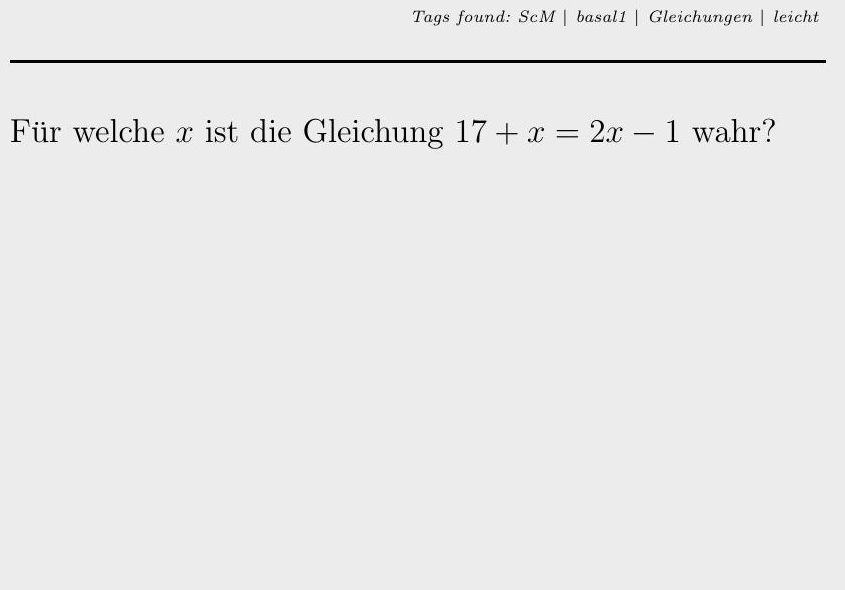 Tags found: ScM | basal1 | Gleichungen | leicht
Für welche x ist die Gleichung 17 + x = 2x − 1 wahr?